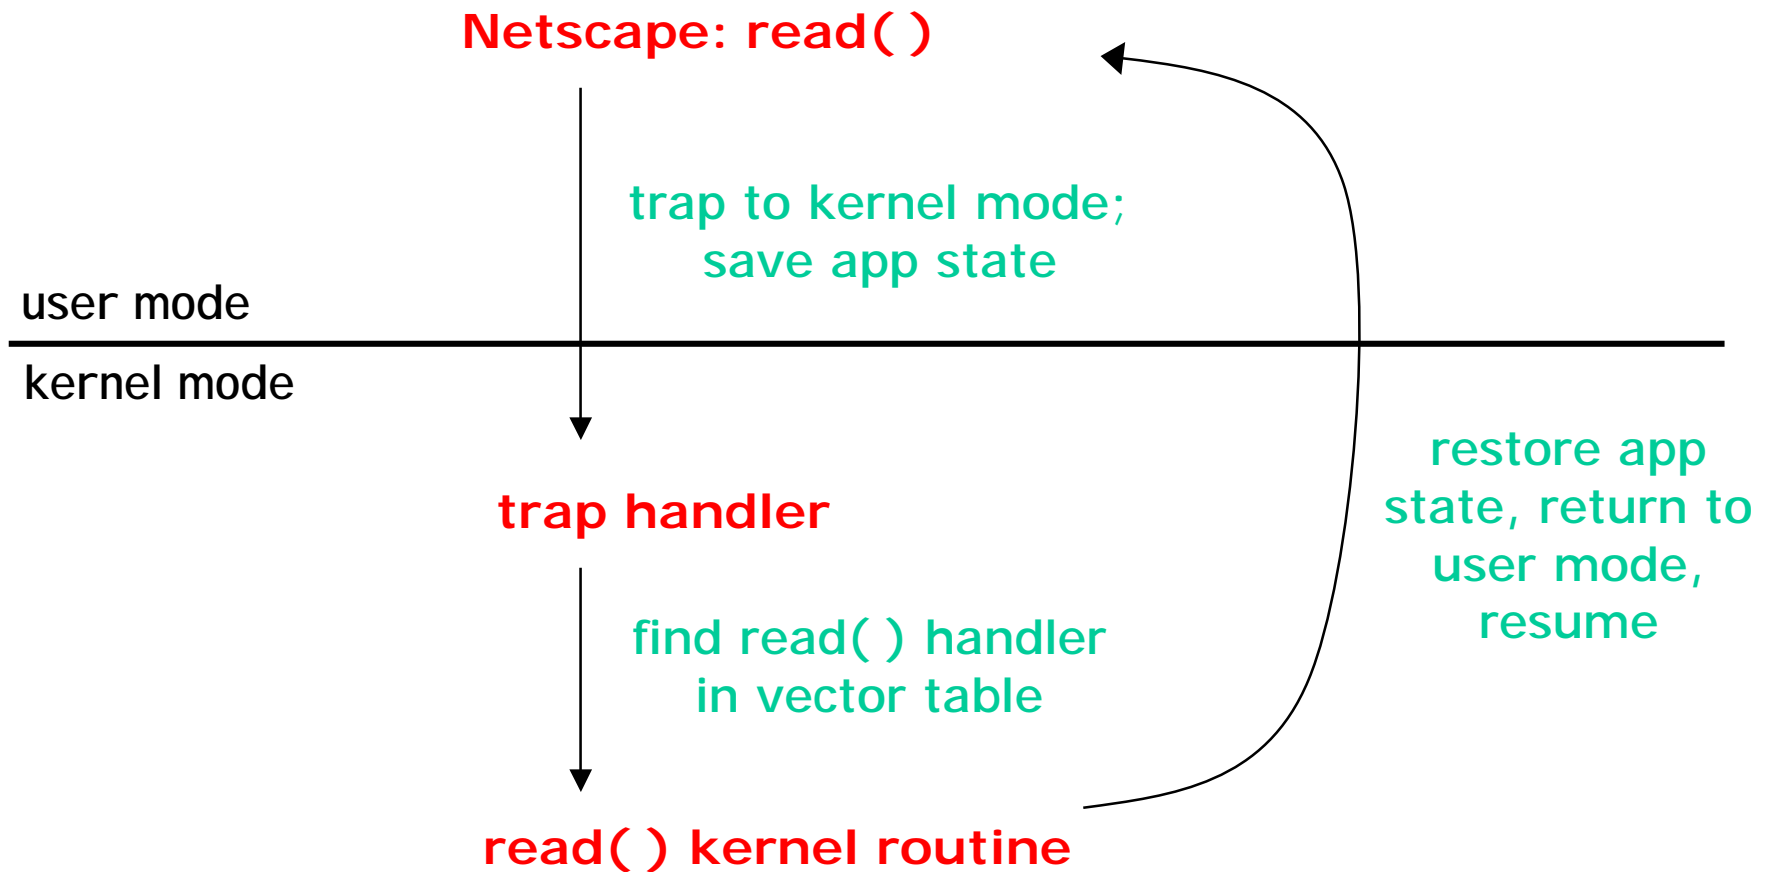 Netscape: read( )
trap to kernel mode;
save app state
user mode
kernel mode
trap handler
restore app
state, return to
user mode,
resume
find read( ) handler
in vector table
read( ) kernel routine